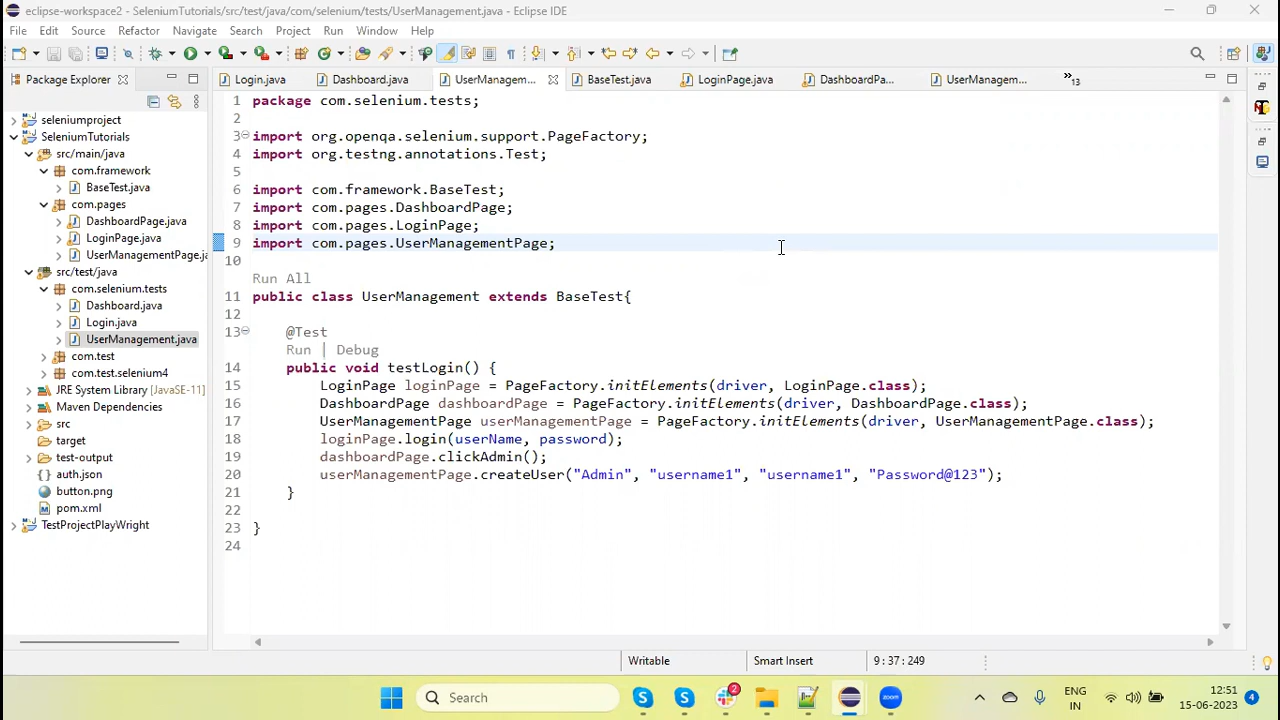 eclipse-workspace2 - SeleniumTutorials/src/test/java/com/selenium/tests/UserManagement.java - Eclipse IDE
File Edit Source Refactor Navigate Search Project Run Window Help
Package Explorer
Login.java Dashboard.java UserManagem... BaseTest.java LoginPage.java DashboardPa... UserManagem... »13
seleniumproject
SeleniumTutorials
src/main/java
com.framework
BaseTest.java
com.pages
DashboardPage.java
LoginPage.java
UserManagementPage.ja
src/test/java
com.selenium.tests
Dashboard.java
Login.java
UserManagement.java
com.test
com.test.selenium4
JRE System Library [JavaSE-11]
Maven Dependencies
src
target
test-output
auth.json
button.png
pom.xml
TestProjectPlayWright
1 package com.selenium.tests;
2
3 import org.openqa.selenium.support.PageFactory;
4 import org.testng.annotations.Test;
5
6 import com.framework.BaseTest;
7 import com.pages.DashboardPage;
8 import com.pages.LoginPage;
9 import com.pages.UserManagementPage;
10
Run All
11 public class UserManagement extends BaseTest{
12
13 @Test
Run | Debug
14 public void testLogin() {
15 LoginPage loginPage = PageFactory.initElements(driver, LoginPage.class);
16 DashboardPage dashboardPage = PageFactory.initElements(driver, DashboardPage.class);
17 UserManagementPage userManagementPage = PageFactory.initElements(driver, UserManagementPage.class);
18 loginPage.login(userName, password);
19 dashboardPage.clickAdmin();
20 userManagementPage.createUser("Admin", "username1", "username1", "Password@123");
21 }
22
23 }
24
Writable Smart Insert 9 : 37 : 249
Search
2
zoom
ENG
IN
12:51
15-06-2023
4